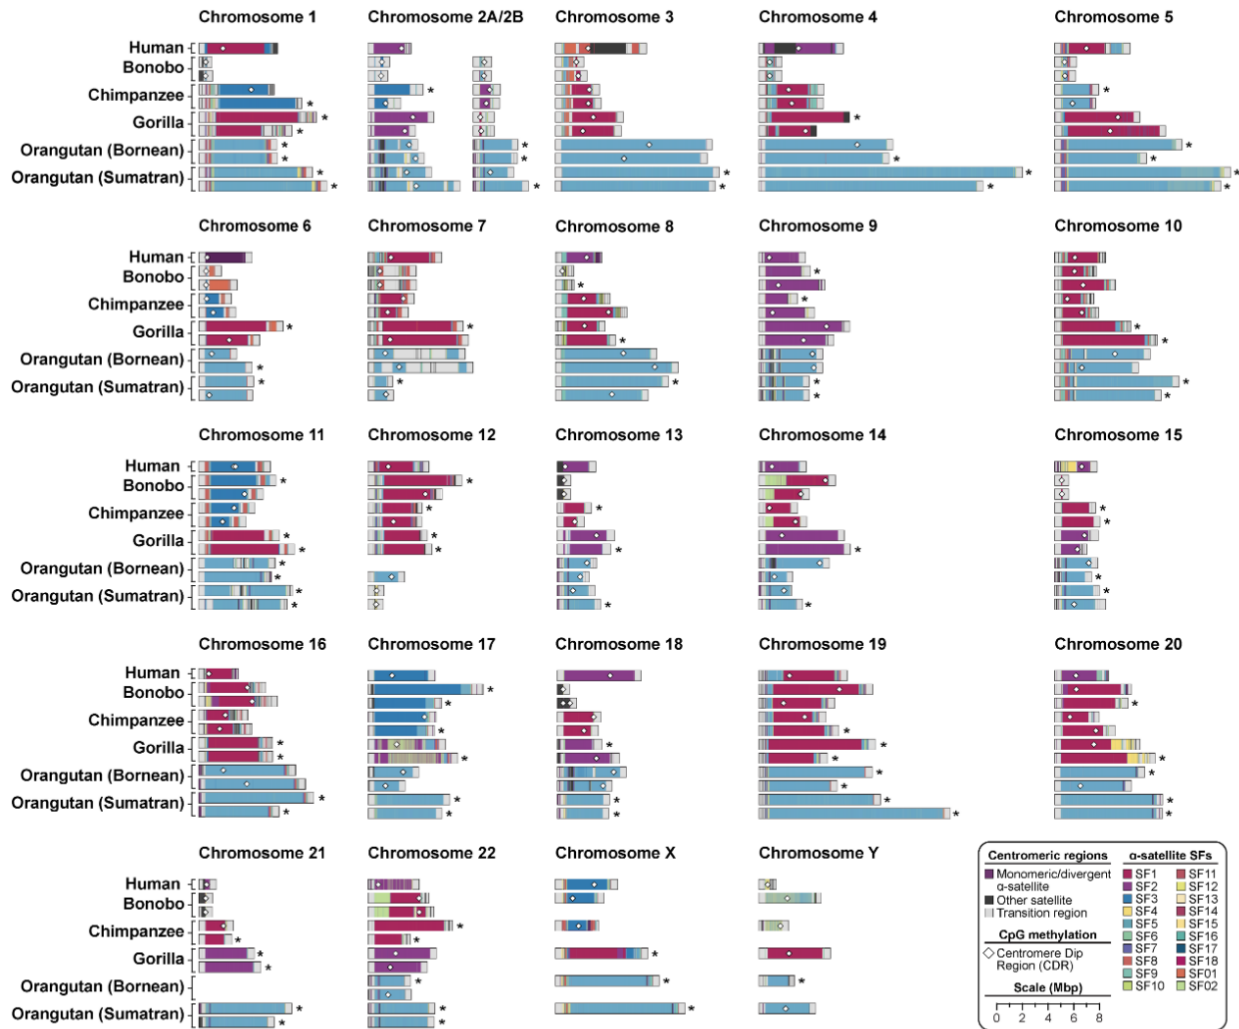 Chromosome 1 Chromosome 2A/2B Chromosome 3 Chromosome 4 Chromosome 5
Human
Bonobo
Chimpanzee *
*
Gorilla * *
*
Orangutan (Bornean) * * *
* * * *
Orangutan (Sumatran) * * * *
* * * * *
Chromosome 6 Chromosome 7 Chromosome 8 Chromosome 9 Chromosome 10
Human
Bonobo *
*
Chimpanzee *
Gorilla * * *
* *
Orangutan (Bornean)
*
Orangutan (Sumatran) * * * * *
* *
Chromosome 11 Chromosome 12 Chromosome 13 Chromosome 14 Chromosome 15
Human
Bonobo * *
Chimpanzee * * *
*
Gorilla * *
* * * *
Orangutan (Bornean) *
* *
Orangutan (Sumatran) * *
* * *
Chromosome 16 Chromosome 17 Chromosome 18 Chromosome 19 Chromosome 20
Human
Bonobo *
* *
Chimpanzee
* *
Gorilla * * *
* * * *
Orangutan (Bornean) * *
*
Orangutan (Sumatran) * * * * *
* * * * *
Chromosome 21 Chromosome 22 Chromosome X Chromosome Y
Human
Bonobo
Chimpanzee *
* *
Gorilla * *
*
Orangutan (Bornean) * * *
Orangutan (Sumatran) * * *
* *
Centromeric regions
Monomeric/divergent
α-satellite
Other satellite
Transition region
CpG methylation
Centromere Dip
Region (CDR)
Scale (Mbp)
0 2 4 6 8
α-satellite SFs
SF1 SF11
SF2 SF12
SF3 SF13
SF4 SF14
SF5 SF15
SF6 SF16
SF7 SF17
SF8 SF18
SF9 SF01
SF10 SF02